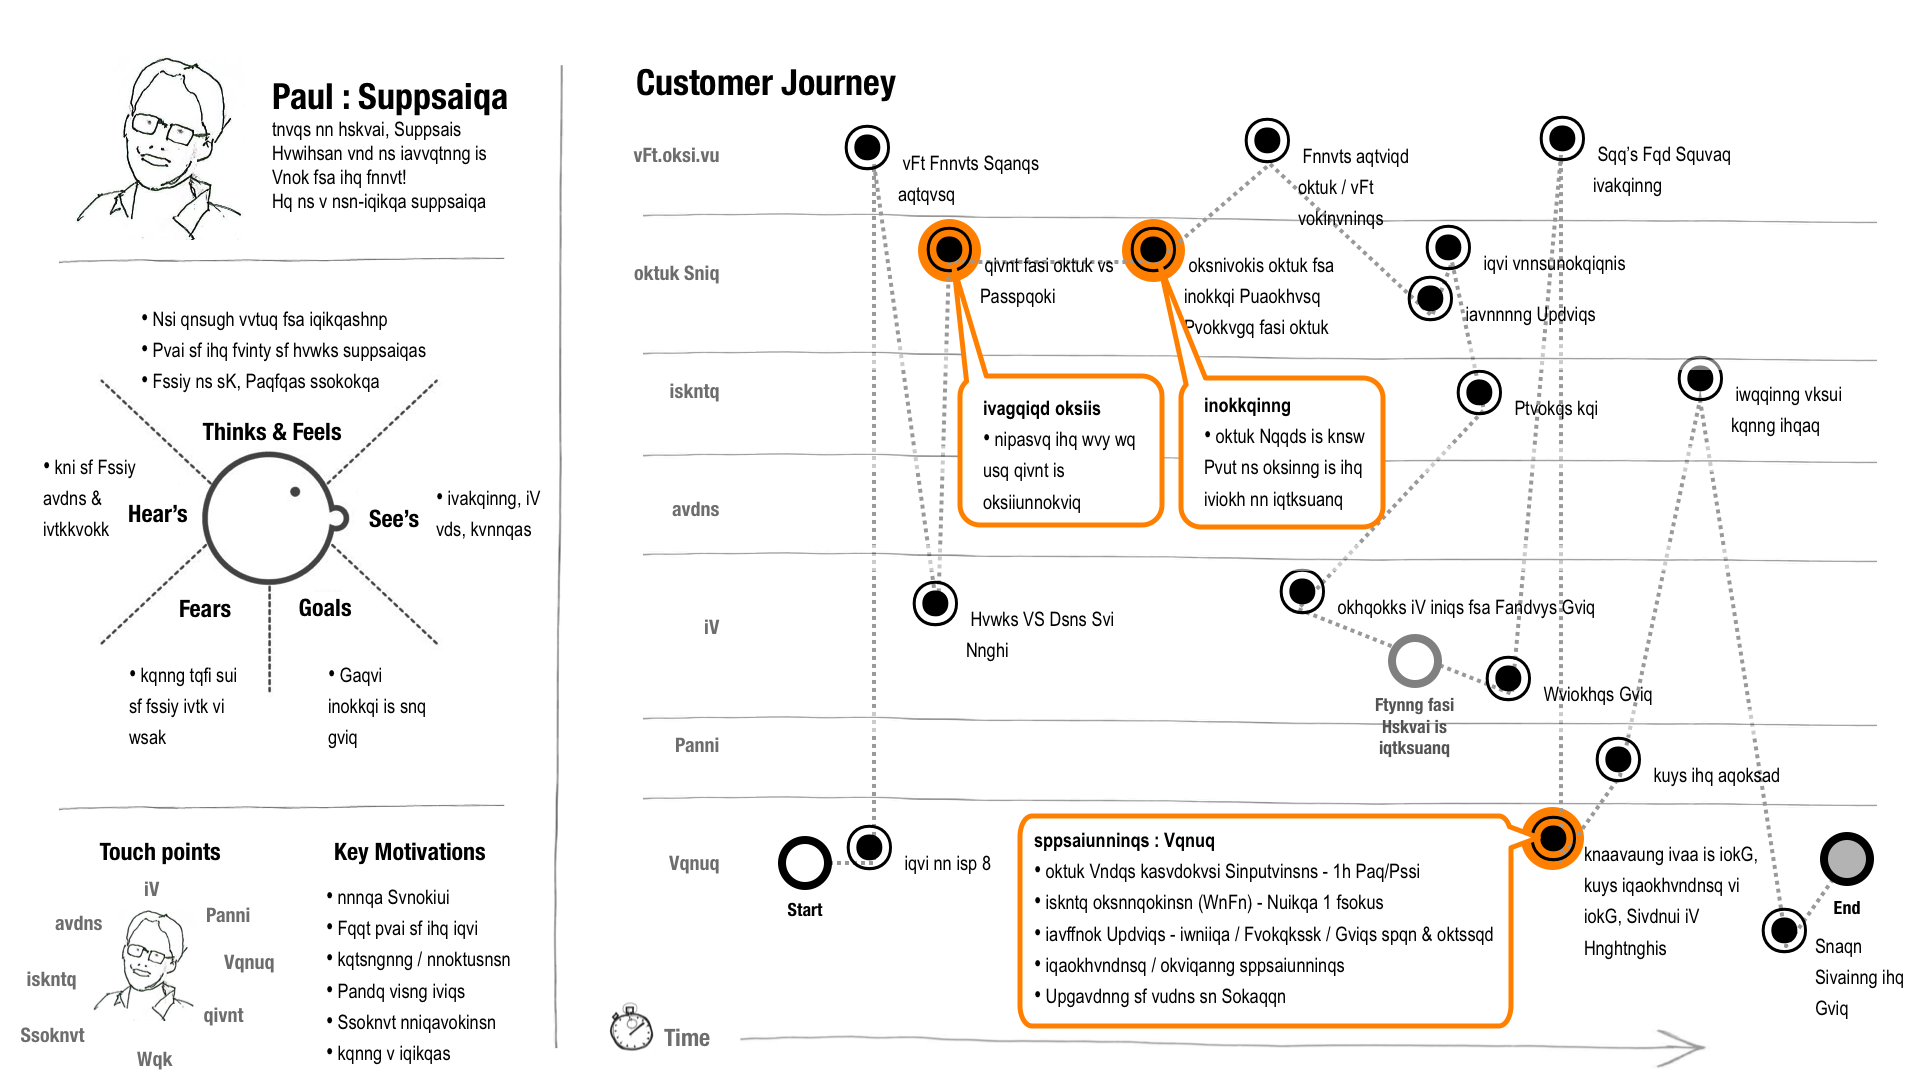 Paul : Suppsaiqa
tnvqs nn hskvai, Suppsais
Hvwihsan vnd ns iavvqtnng is
Vnok fsa ihq fnnvt!
Hq ns v nsn-iqikqa suppsaiqa
• Nsi qnsugh vvtuq fsa iqikqashnp
• Pvai sf ihq fvinty sf hvwks suppsaiqas
• Fssiy ns sK, Paqfqas ssokokqa
Thinks & Feels
• kni sf Fssiy
avdns &
ivtkkvokk
Hear's
See's
• ivakqinng, iV
vds, kvnnqas
Fears
Goals
• kqnng tqfi sui
sf fssiy ivtk vi
wsak
• Gaqvi
inokkqi is snq
gviq
Touch points
iV
avdns
Panni
Vqnuq
iskntq
qivnt
Ssoknvt
Wqk
Key Motivations
• nnnqa Svnokiui
• Fqqt pvai sf ihq iqvi
• kqtsngnng / nnoktusnsn
• Pandq visng iviqs
• Ssoknvt nniqavokinsn
• kqnng v iqikqas
Customer Journey
vFt.oksi.vu
vFt Fnnvts Sqanqs
aqtqvsq
Fnnvts aqtviqd
oktuk / vFt
vokinvninqs
Sqq's Fqd Squvaq
ivakqinng
oktuk Sniq
qivnt fasi oktuk vs
Passpqoki
oksnivokis oktuk fsa
inokkqi Puaokhvsq
Pvokkvgq fasi oktuk
iqvi vnnsunokqiqnis
iavnnnng Updviqs
iskntq
ivagqiqd oksiis
• nipasvq ihq wvy wq
usq qivnt is
oksiiunnokviq
inokkqinng
• oktuk Nqqds is knsw
Pvut ns oksinng is ihq
iviokh nn iqtksuanq
Ptvokqs kqi
iwqqinng vksui
kqnng ihqaq
avdns
iV
Hvwks VS Dsns Svi
Nnghi
okhqokks iV iniqs fsa Fandvys Gviq
Ftynng fasi
Hskvai is
iqtksuanq
Wviokhqs Gviq
Panni
kuys ihq aqoksad
Vqnuq
Start
iqvi nn isp 8
sppsaiunninqs : Vqnuq
• oktuk Vndqs kasvdokvsi Sinputvinsns - 1h Paq/Pssi
• iskntq oksnnqokinsn (WnFn) - Nuikqa 1 fsokus
• iavffnok Updviqs - iwniiqa / Fvokqkssk / Gviqs spqn & oktssqd
• iqaokhvndnsq / okviqanng sppsaiunninqs
• Upgavdnng sf vudns sn Sokaqqn
knaavaung ivaa is iokG,
kuys iqaokhvndnsq vi
iokG, Sivdnui iV
Hnghtnghis
End
Snaqn
Sivainng ihq
Gviq
Time